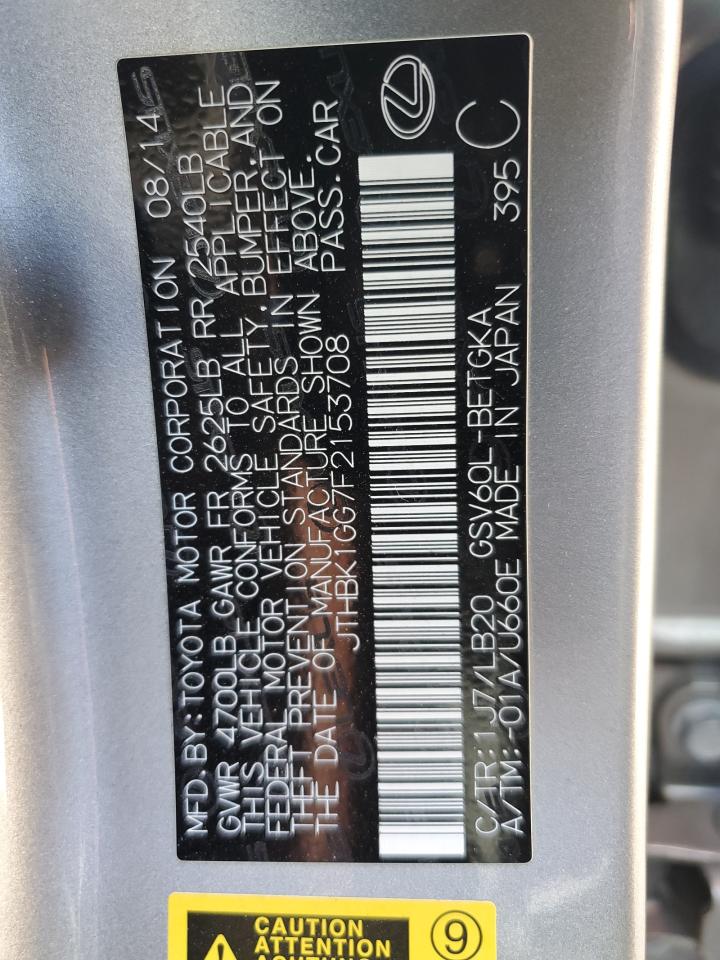 MFD.BY:TOYOTA MOTOR CORPORATION 08/14
GVWR 4700LB GAWR FR 2625LB RR 2540LB
THIS VEHICLE CONFORMS TO ALL APPLICABLE
FEDERAL MOTOR VEHICLE SAFETY, BUMPER, AND
THEFT PREVENTION STANDARDS IN EFFECT ON
THE DATE OF MANUFACTURE SHOWN ABOVE.
JTHBK1GG7F2153708 PASS.CAR
C/TR:1J7/LB20 GSV60L-BETGKA
A/TM:-01A/U660E MADE IN JAPAN 395 C
CAUTION
ATTENTION
9